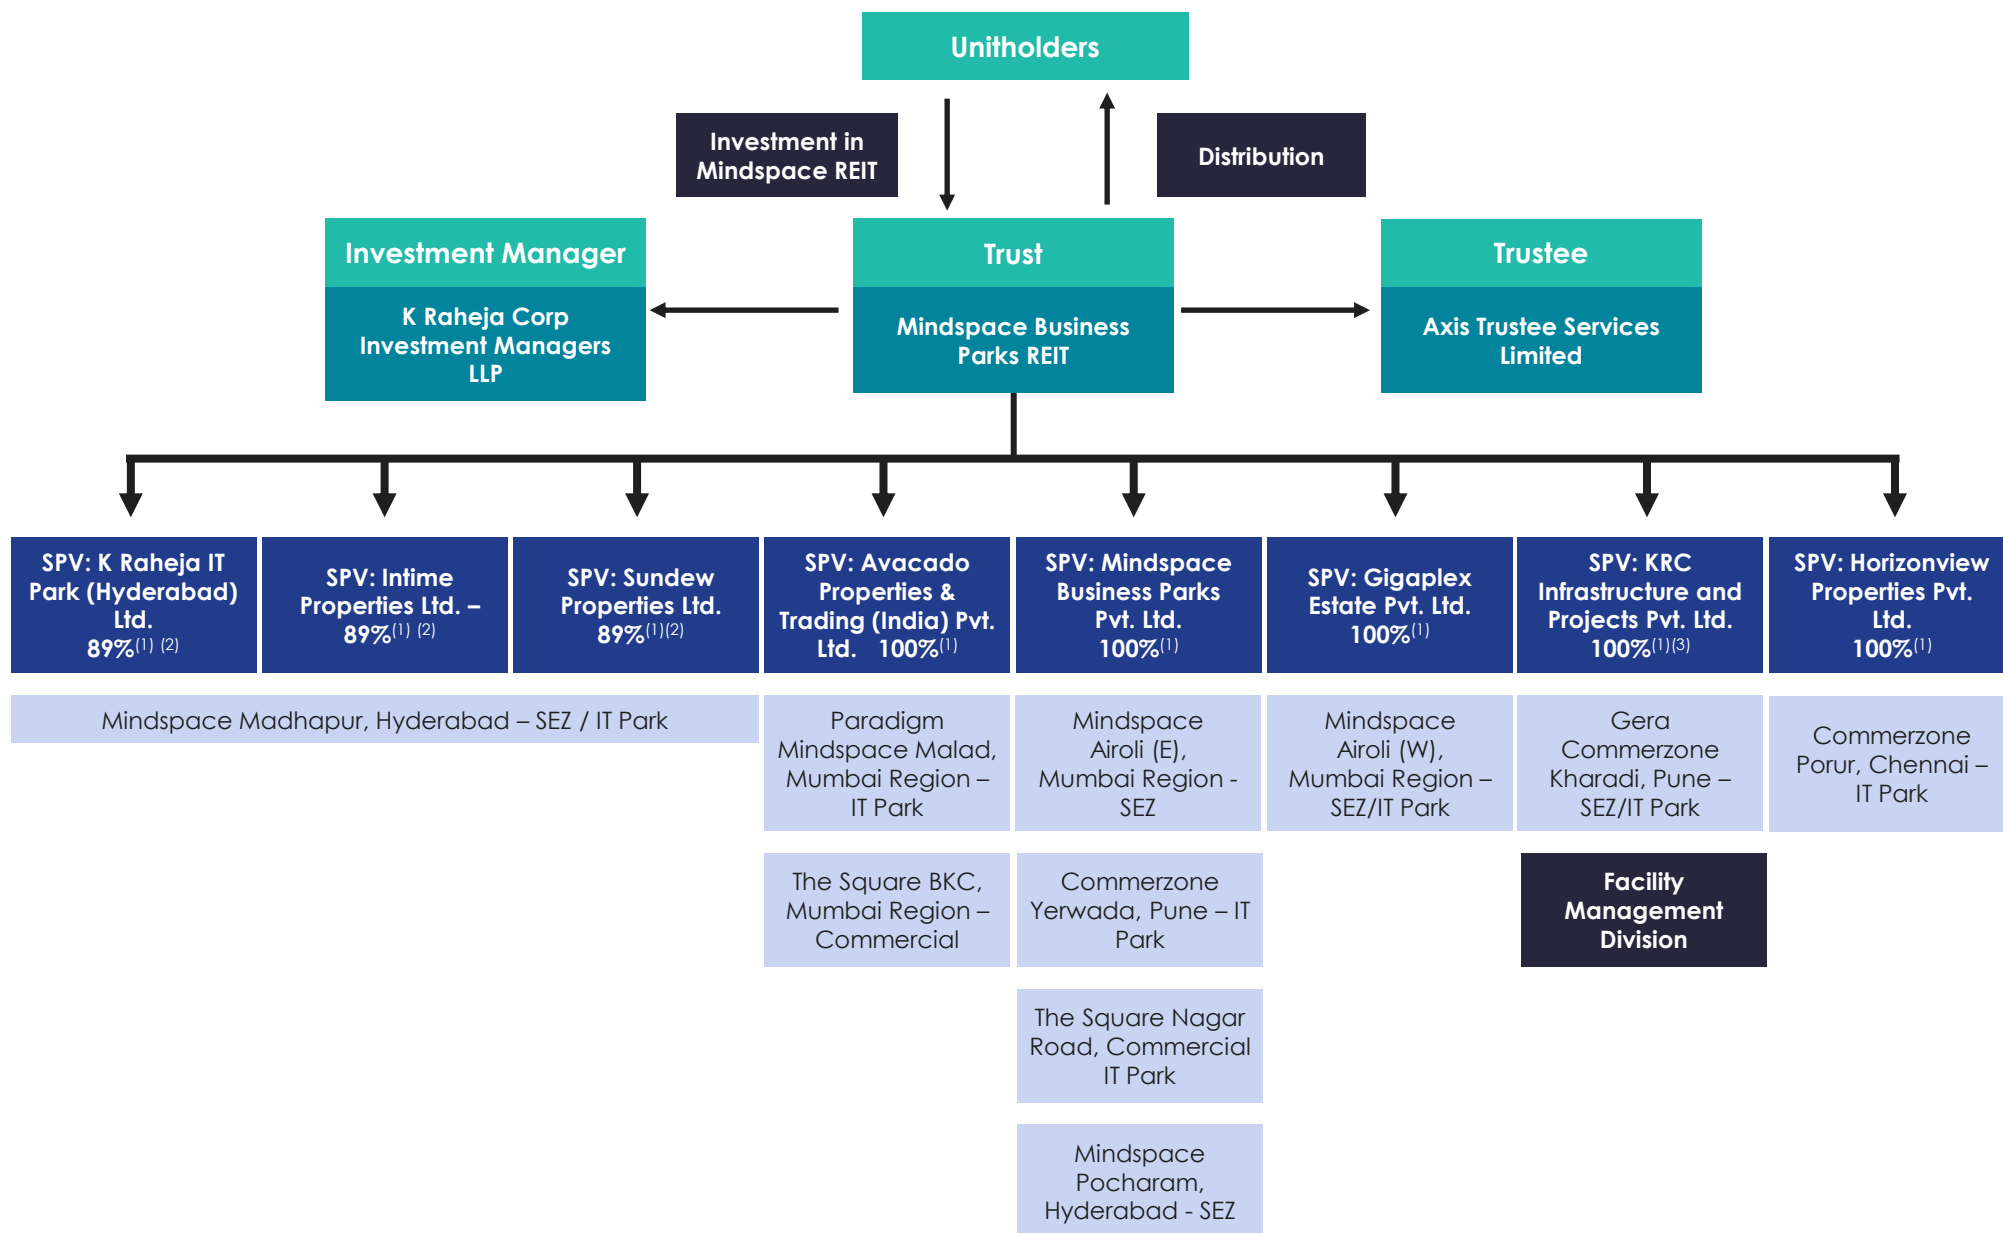 Unitholders
Investment in
Mindspace REIT
Distribution
Investment Manager
K Raheja Corp
Investment Managers
LLP
Trust
Mindspace Business
Parks REIT
Trustee
Axis Trustee Services
Limited
SPV: K Raheja IT
Park (Hyderabad)
Ltd.
89%(1) (2)
SPV: Intime
Properties Ltd. –
89%(1) (2)
SPV: Sundew
Properties Ltd.
89%(1)(2)
SPV: Avacado
Properties &
Trading (India) Pvt.
Ltd. 100%(1)
SPV: Mindspace
Business Parks
Pvt. Ltd.
100%(1)
SPV: Gigaplex
Estate Pvt. Ltd.
100%(1)
SPV: KRC
Infrastructure and
Projects Pvt. Ltd.
100%(1)(3)
SPV: Horizonview
Properties Pvt.
Ltd.
100%(1)
Mindspace Madhapur, Hyderabad – SEZ / IT Park
Paradigm
Mindspace Malad,
Mumbai Region –
IT Park
Mindspace
Airoli (E),
Mumbai Region -
SEZ
Mindspace
Airoli (W),
Mumbai Region –
SEZ/IT Park
Gera
Commerzone
Kharadi, Pune –
SEZ/IT Park
Commerzone
Porur, Chennai –
IT Park
The Square BKC,
Mumbai Region –
Commercial
Commerzone
Yerwada, Pune – IT
Park
Facility
Management
Division
The Square Nagar
Road, Commercial
IT Park
Mindspace
Pocharam,
Hyderabad - SEZ